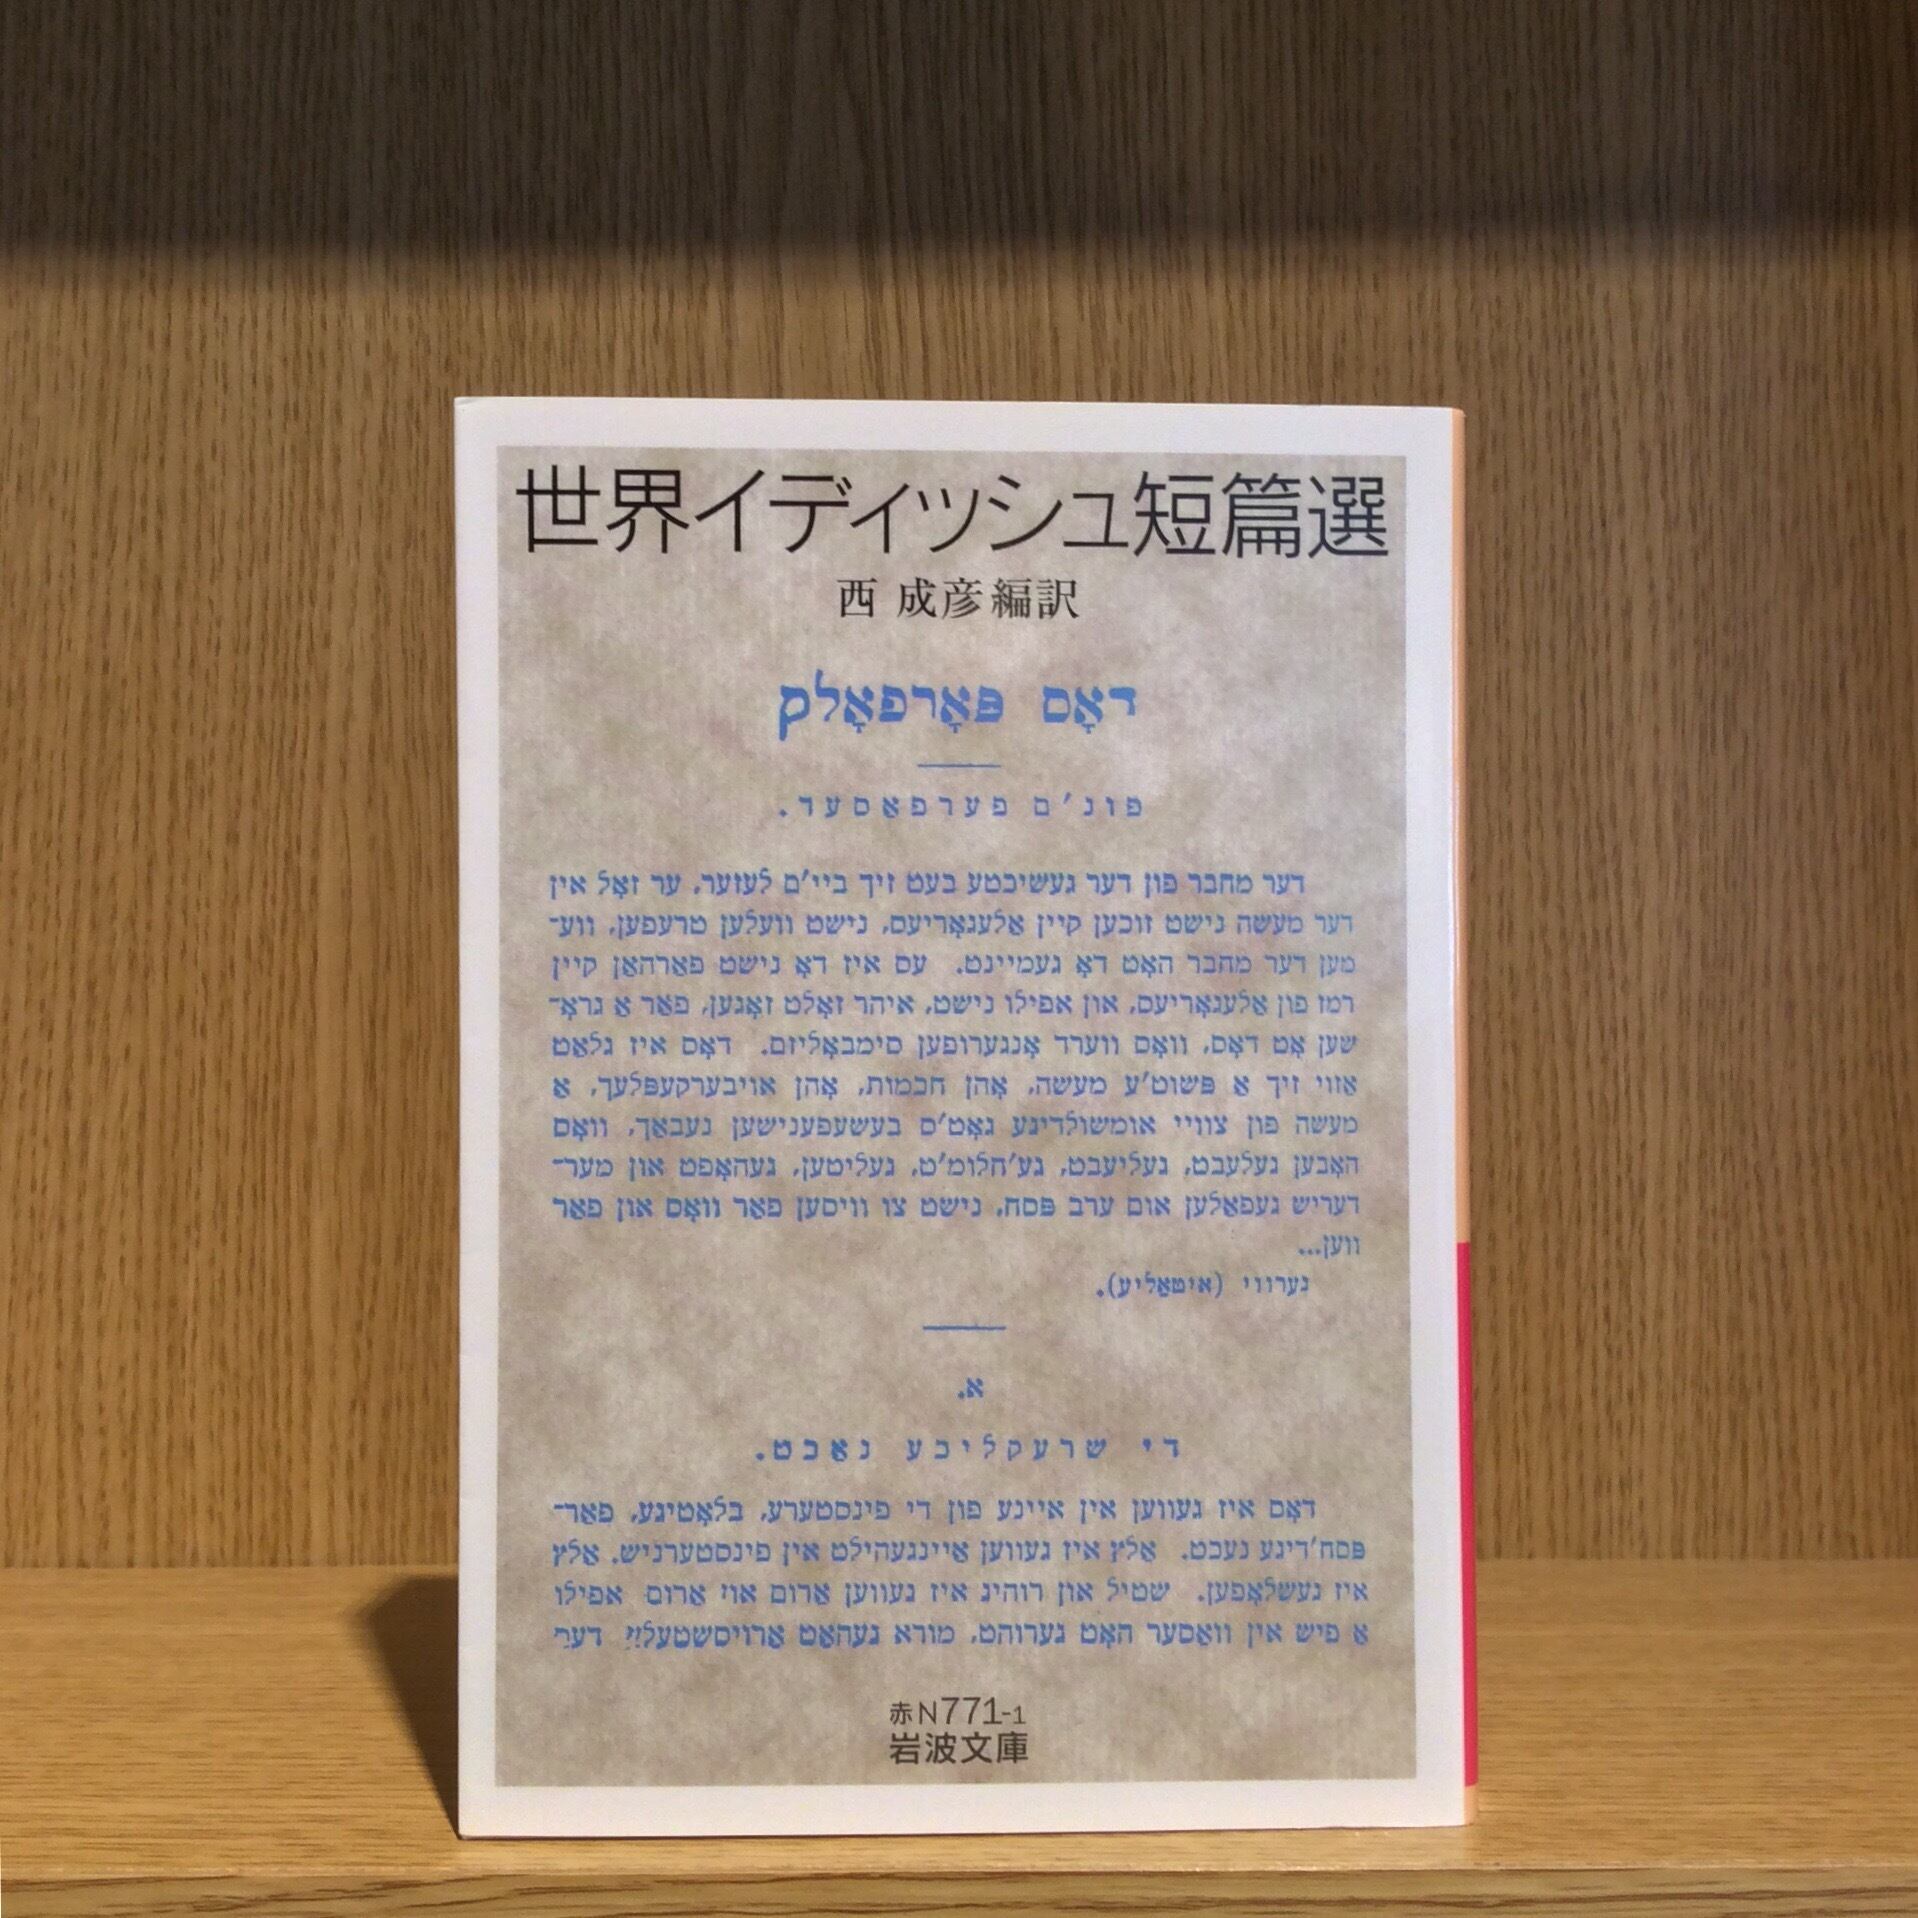 世界イディッシュ短篇選
西 成彦編訳
דאָס פּאָרפאָלק
פונ'ם פערפאַסער.
דער מחבר פון דער געשיכטע בעט זיך ביי'ם לעזער, ער זאָל אין
דער מעשה נישט זוכען קיין אַלעגאָריעס, נישט וועלען טרעפען, ווע־
מען דער מחבר האָט דאָ געמיינט. עס איז דאָ נישט פאַרהאַן קיין
רמז פון אַלעגאָריעס, און אפילו נישט, איהר זאָלט זאָגען, פאַר אַ גראָ־
שען אָט דאָס, וואָס ווערד אָנגערופען סימבאָליזם. דאָס איז גלאַט
אַזוי זיך אַ פּשוט'ע מעשה, אָהן חכמות, אָהן אויבערקעפּלעך, אַ
מעשה פון צוויי אומשולדיגע גאָט'ס בעשעפענישען נעבאַך, וואָס
האָבען געלעבט, געליעבט, גע'חלומ'ט, געליטען, געהאָפט און מער־
דעריש געפאַלען אום ערב פּסח, נישט צו וויסען פאַר וואָס און פאַר
ווען...
נערווי (איטאַליע).
א.
די שרעקליכע נאַכט.
דאָס איז געווען אין איינע פון די פינסטערע, בלאָטיגע, פאַר־
פּסח'דיגע נעכט. אַלץ איז געווען איינגעהילט אין פינסטערניש, אַלץ
איז געשלאָפען. שטיל און רוהיג איז געווען אַרום און אַרום אפילו
אַ פיש אין וואַסער האָט גערוהט, מורא געהאַט אַרויסשטעלען דער
赤N771-1
岩波文庫